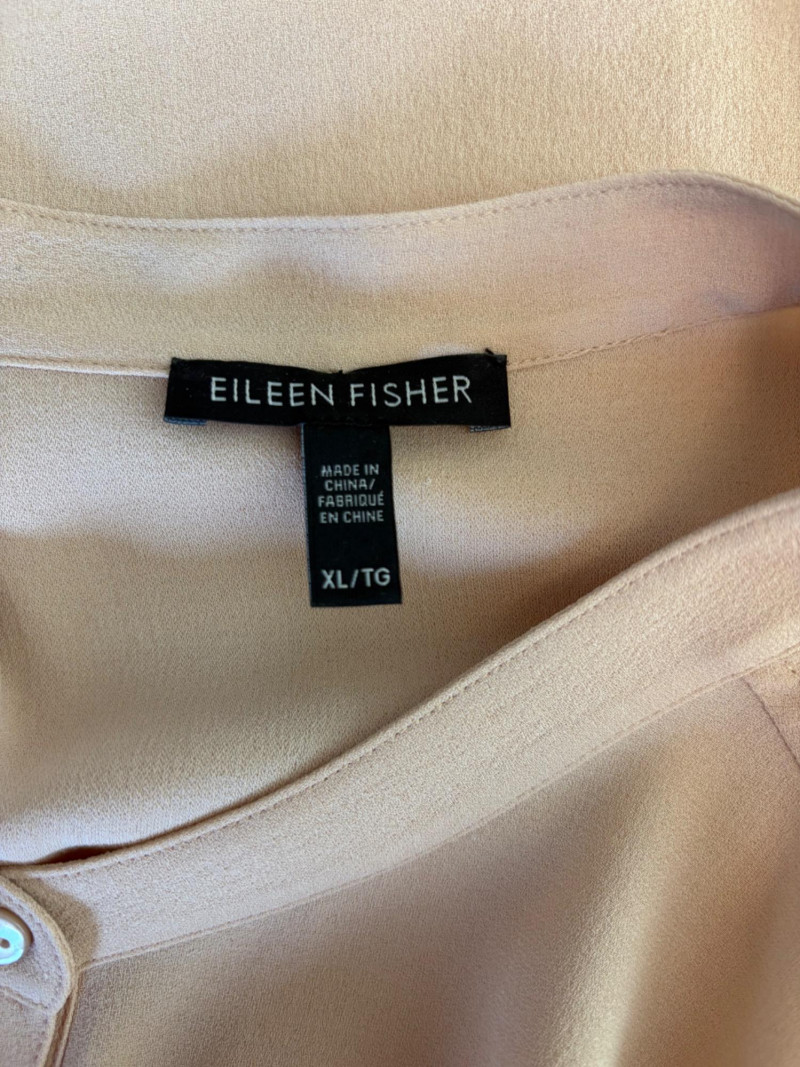 EILEEN FISHER
MADE IN
CHINA/
FABRIQUÉ
EN CHINE
XL/TG